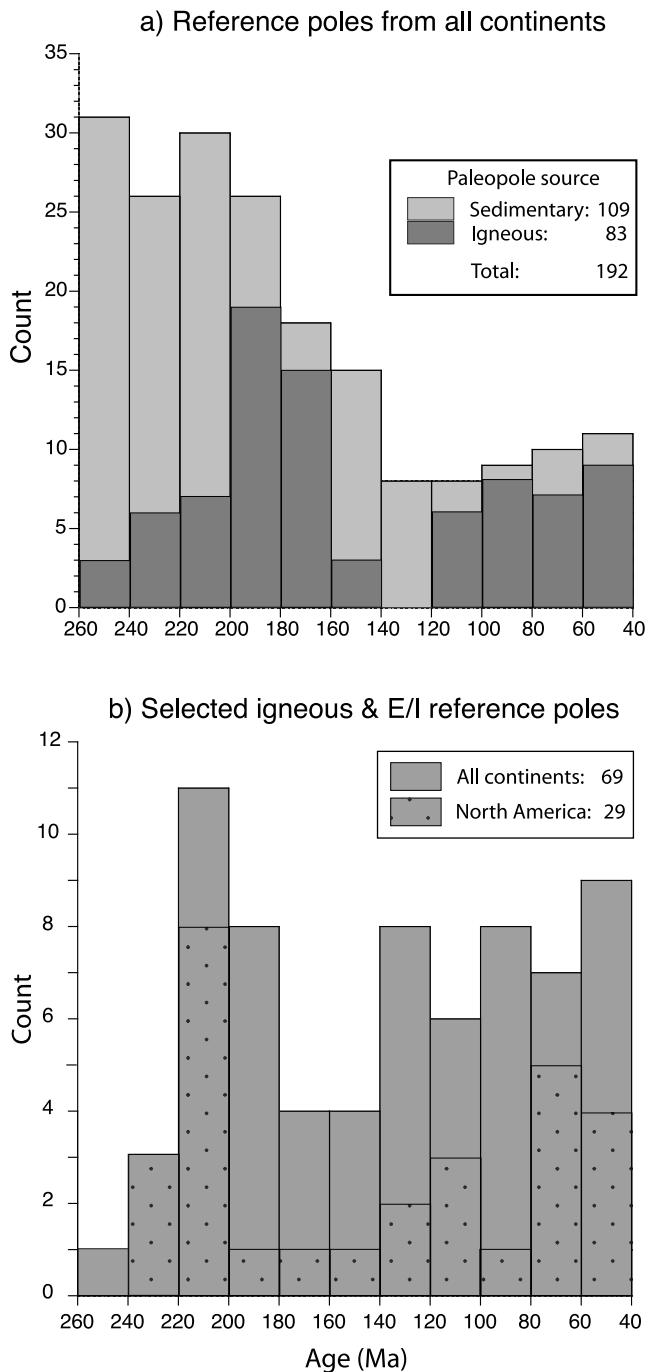 a) Reference poles from all continents
35
30
25
20
15
10
5
0
Count
Paleopole source
Sedimentary: 109
Igneous: 83
Total: 192
260 240 220 200 180 160 140 120 100 80 60 40
b) Selected igneous & E/I reference poles
12
10
8
6
4
2
0
Count
All continents: 69
North America: 29
260 240 220 200 180 160 140 120 100 80 60 40
Age (Ma)